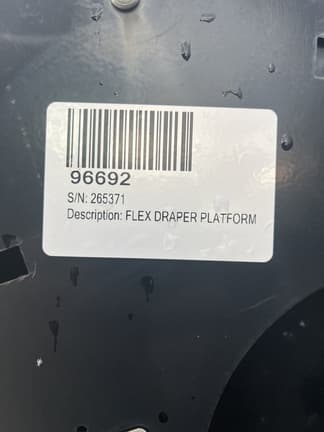 96692
S/N: 265371
Description: FLEX DRAPER PLATFORM